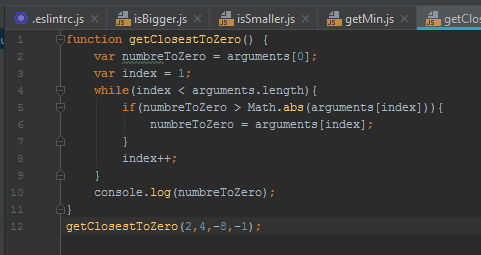 .eslintrc.js isBigger.js isSmaller.js getMin.js getClos
1 function getClosestToZero() {
2 var numbreToZero = arguments[0];
3 var index = 1;
4 while(index < arguments.length){
5 if(numbreToZero > Math.abs(arguments[index])){
6 numbreToZero = arguments[index];
7 }
8 index++;
9 }
10 console.log(numbreToZero);
11 }
12 getClosestToZero(2,4,-8,-1);